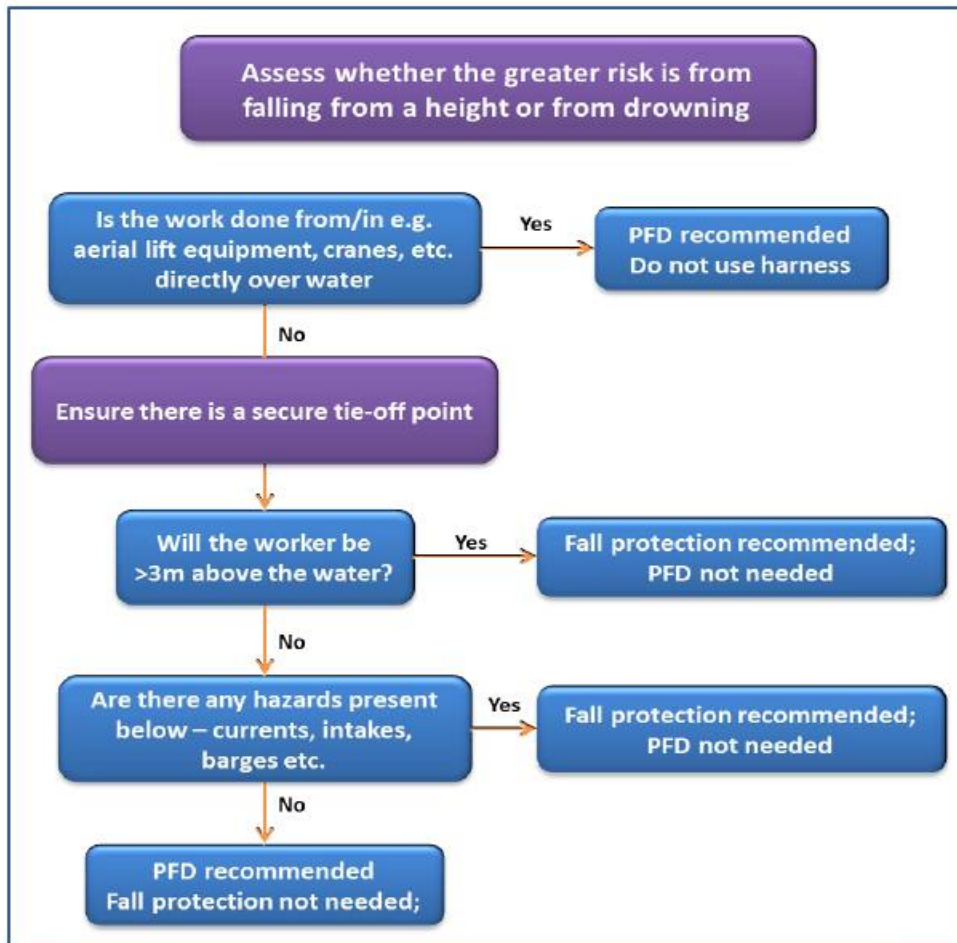 Assess whether the greater risk is from
falling from a height or from drowning
Is the work done from/in e.g.
aerial lift equipment, cranes, etc.
directly over water
Yes
PFD recommended
Do not use harness
No
Ensure there is a secure tie-off point
Will the worker be
>3m above the water?
Yes
Fall protection recommended;
PFD not needed
No
Are there any hazards present
below – currents, intakes,
barges etc.
Yes
Fall protection recommended;
PFD not needed
No
PFD recommended
Fall protection not needed;